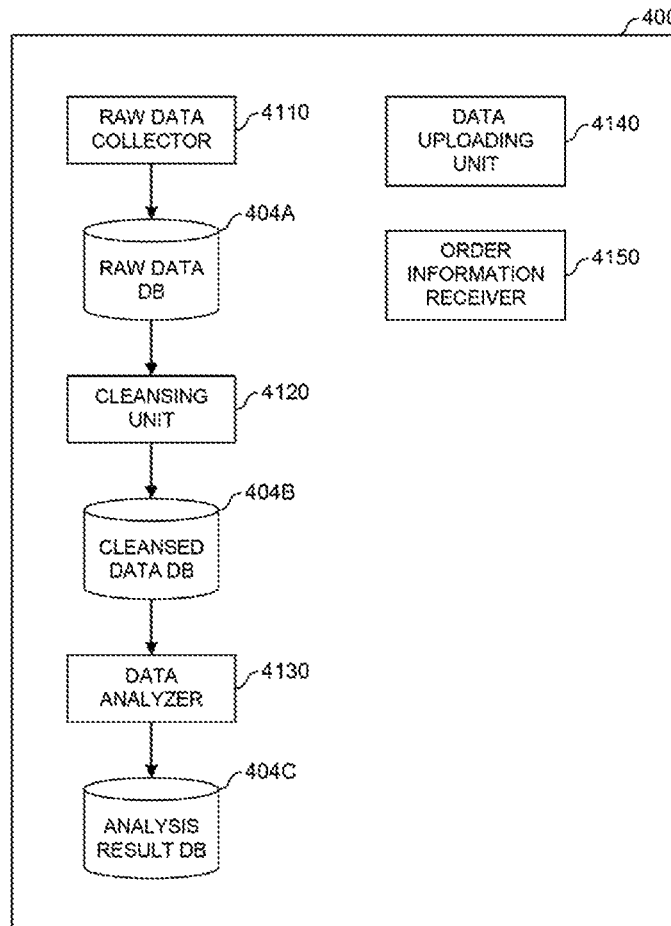 400
RAW DATA
COLLECTOR
4110
404A
RAW DATA
DB
CLEANSING
UNIT
4120
404B
CLEANSED
DATA DB
DATA
ANALYZER
4130
404C
ANALYSIS
RESULT DB
DATA
UPLOADING
UNIT
4140
ORDER
INFORMATION
RECEIVER
4150